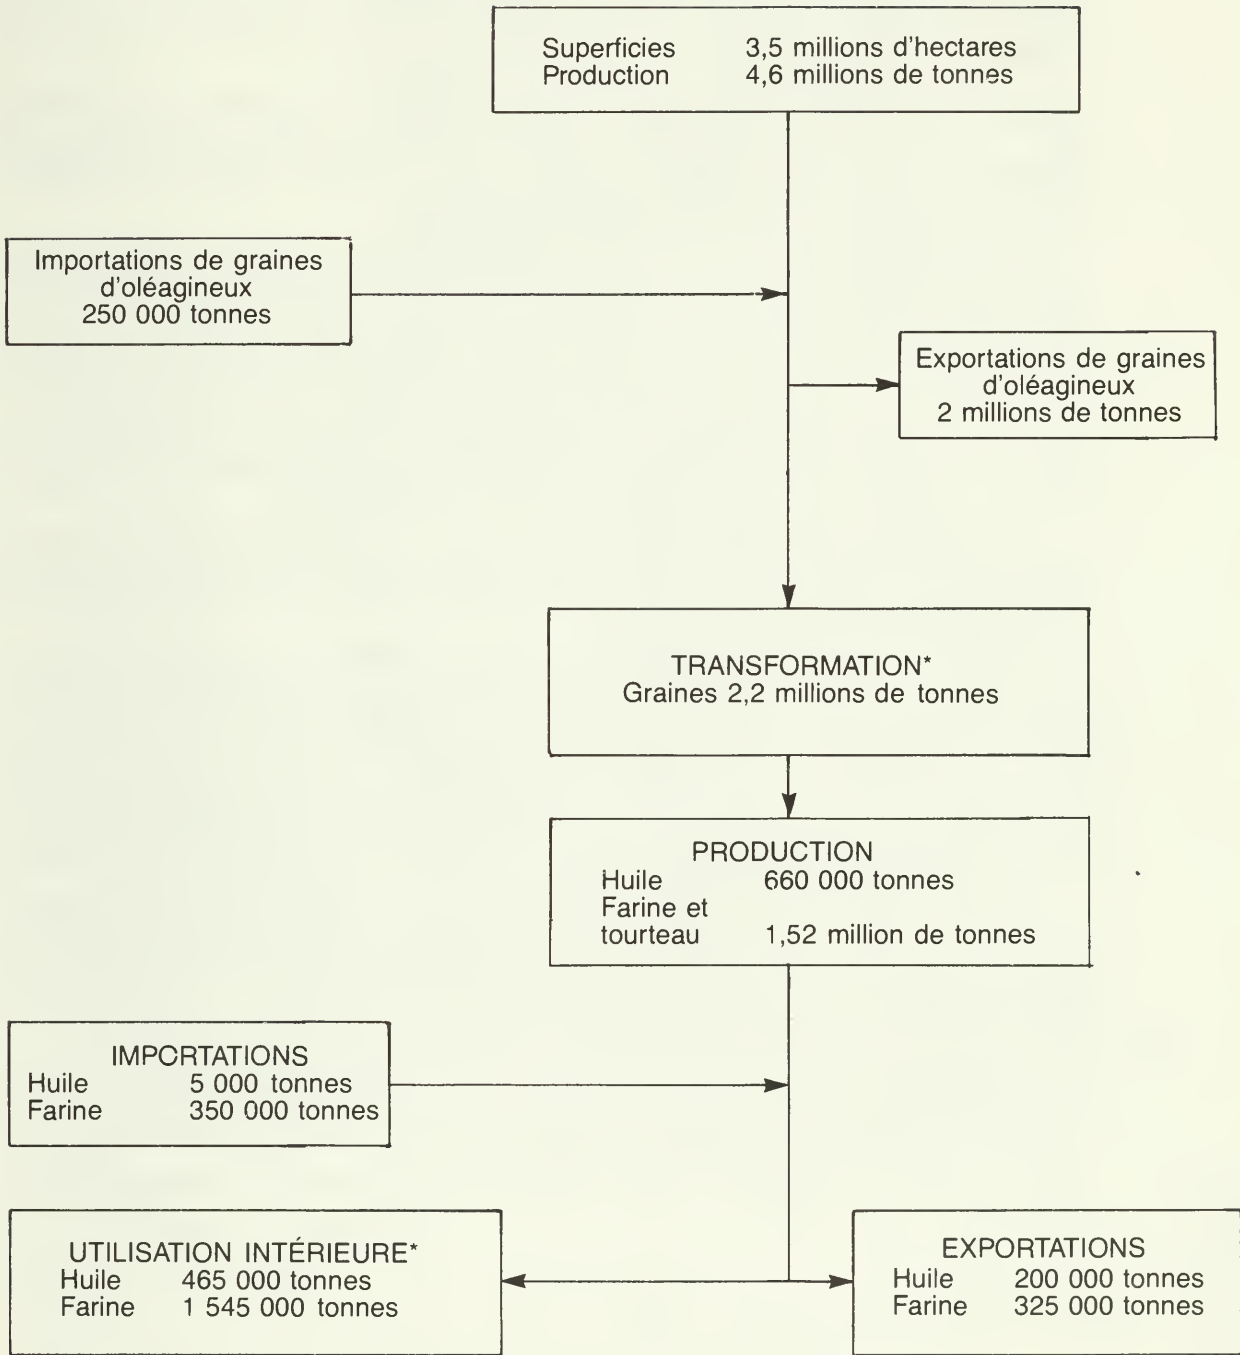 Superficies 3,5 millions d'hectares
Production 4,6 millions de tonnes
Importations de graines
d'oléagineux
250 000 tonnes
Exportations de graines
d'oléagineux
2 millions de tonnes
TRANSFORMATION*
Graines 2,2 millions de tonnes
PRODUCTION
Huile 660 000 tonnes
Farine et
tourteau 1,52 million de tonnes
IMPORTATIONS
Huile 5 000 tonnes
Farine 350 000 tonnes
UTILISATION INTÉRIEURE*
Huile 465 000 tonnes
Farine 1 545 000 tonnes
EXPORTATIONS
Huile 200 000 tonnes
Farine 325 000 tonnes